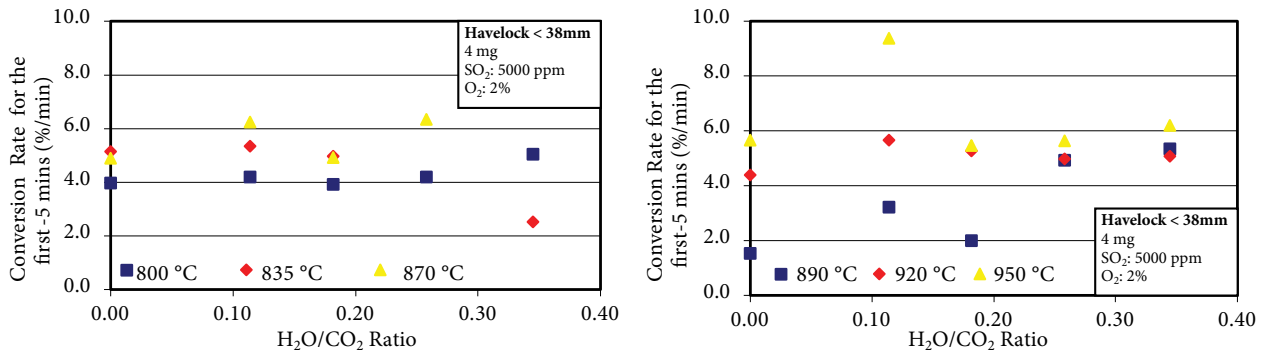 Conversion Rate for the
first -5 mins (%/min)
10.0
8.0
6.0
4.0
2.0
0.0
Havelock < 38mm
4 mg
SO₂: 5000 ppm
O₂: 2%
800 °C
835 °C
870 °C
0.00
0.10
0.20
0.30
0.40
H₂O/CO₂ Ratio
Conversion Rate for the
first -5 mins (%/min)
10.0
8.0
6.0
4.0
2.0
0.0
Havelock < 38mm
4 mg
SO₂: 5000 ppm
O₂: 2%
890 °C
920 °C
950 °C
0.00
0.10
0.20
0.30
0.40
H₂O/CO₂ Ratio